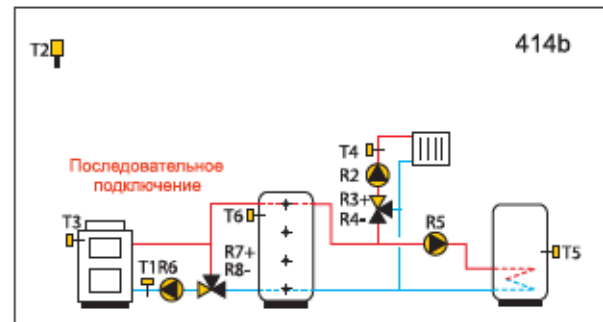 T2
414b
T4
Последовательное
подключение
R2
T3
T6
R3+
R4-
R5
T5
R7+
R8-
T1R6